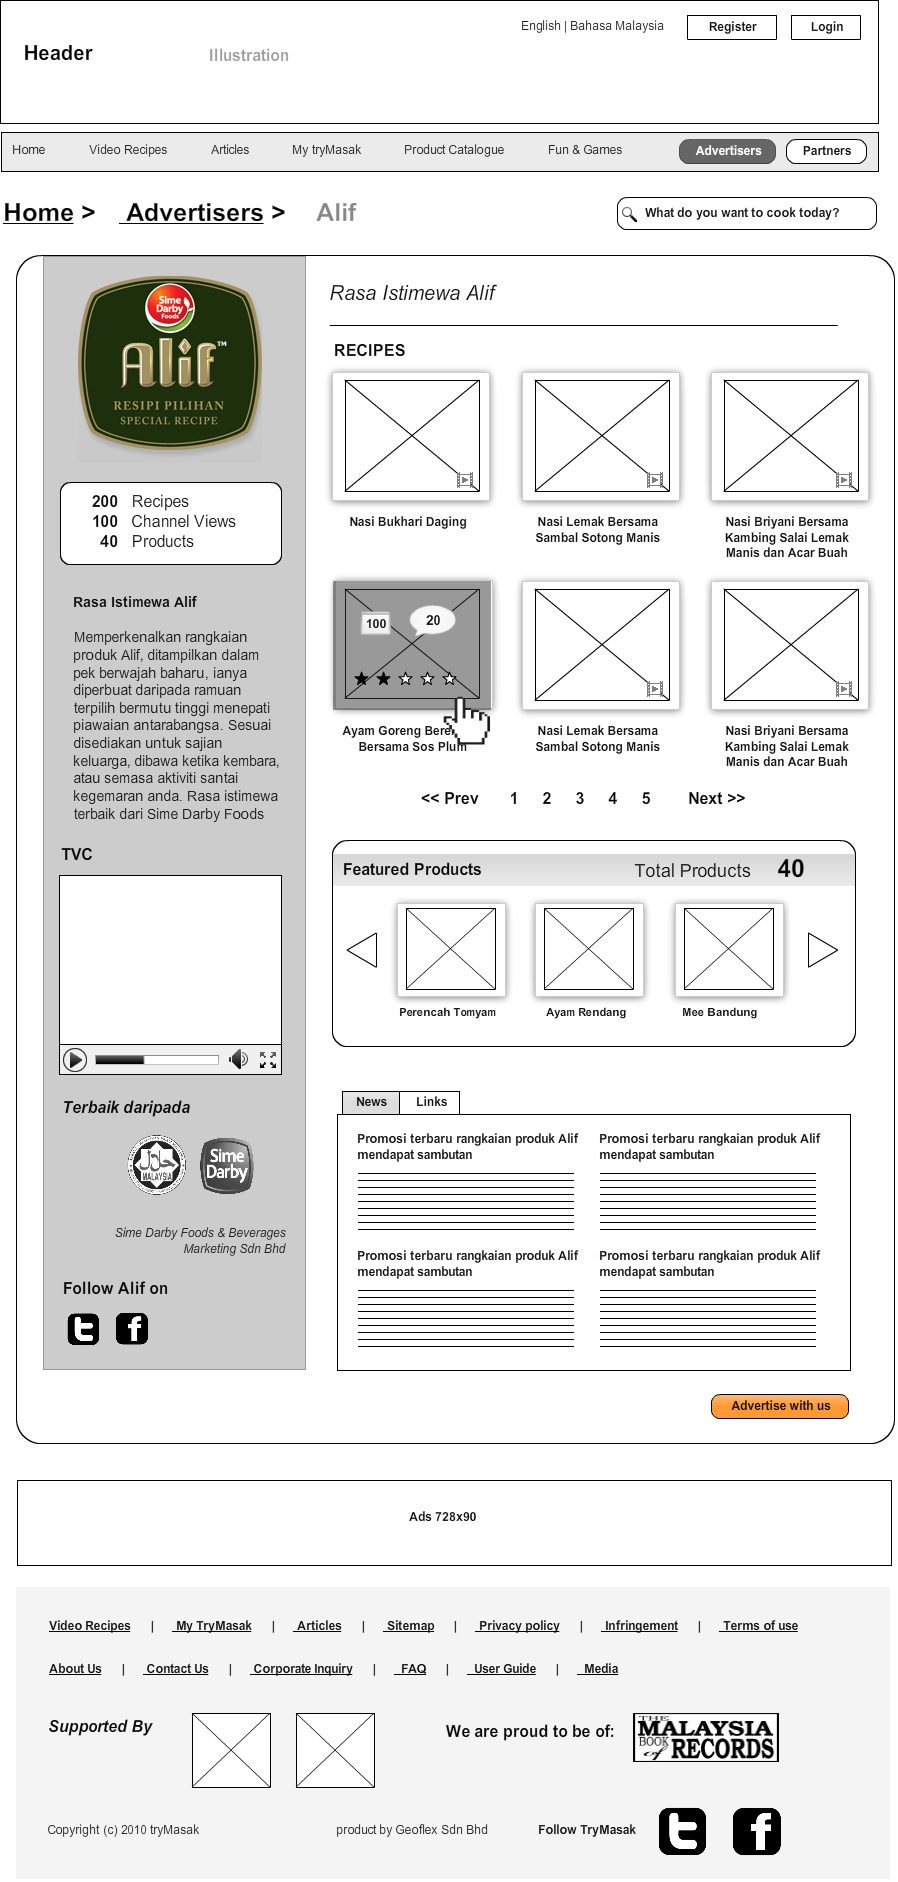 English | Bahasa Malaysia
Register
Login
Header
Illustration
Home
Video Recipes
Articles
My tryMasak
Product Catalogue
Fun & Games
Advertisers
Partners
Home > Advertisers > Alif
What do you want to cook today?
Sime
Darby
Foods
Alif™
RESIPI PILIHAN
SPECIAL RECIPE
200 Recipes
100 Channel Views
40 Products
Rasa Istimewa Alif
Memperkenalkan rangkaian
produk Alif, ditampilkan dalam
pek berwajah baharu, ianya
diperbuat daripada ramuan
terpilih bermutu tinggi menepati
piawaian antarabangsa. Sesuai
disediakan untuk sajian
keluarga, dibawa ketika kembara,
atau semasa aktiviti santai
kegemaran anda. Rasa istimewa
terbaik dari Sime Darby Foods
TVC
Terbaik daripada
MALAYSIA
Sime
Darby
Sime Darby Foods & Beverages
Marketing Sdn Bhd
Follow Alif on
Rasa Istimewa Alif
RECIPES
Nasi Bukhari Daging
Nasi Lemak Bersama
Sambal Sotong Manis
Nasi Briyani Bersama
Kambing Salai Lemak
Manis dan Acar Buah
100
20
Ayam Goreng
Bersama Sos Plum
Nasi Lemak Bersama
Sambal Sotong Manis
Nasi Briyani Bersama
Kambing Salai Lemak
Manis dan Acar Buah
<< Prev 1 2 3 4 5 Next >>
Featured Products
Total Products 40
Perencah Tomyam
Ayam Rendang
Mee Bandung
News
Links
Promosi terbaru rangkaian produk Alif
mendapat sambutan
Promosi terbaru rangkaian produk Alif
mendapat sambutan
Promosi terbaru rangkaian produk Alif
mendapat sambutan
Promosi terbaru rangkaian produk Alif
mendapat sambutan
Advertise with us
Ads 728x90
Video Recipes | My TryMasak | Articles | Sitemap | Privacy policy | Infringement | Terms of use
About Us | Contact Us | Corporate Inquiry | FAQ | User Guide | Media
Supported By
We are proud to be of:
THE
MALAYSIA
BOOK
of RECORDS
Copyright (c) 2010 tryMasak
product by Geoflex Sdn Bhd
Follow TryMasak